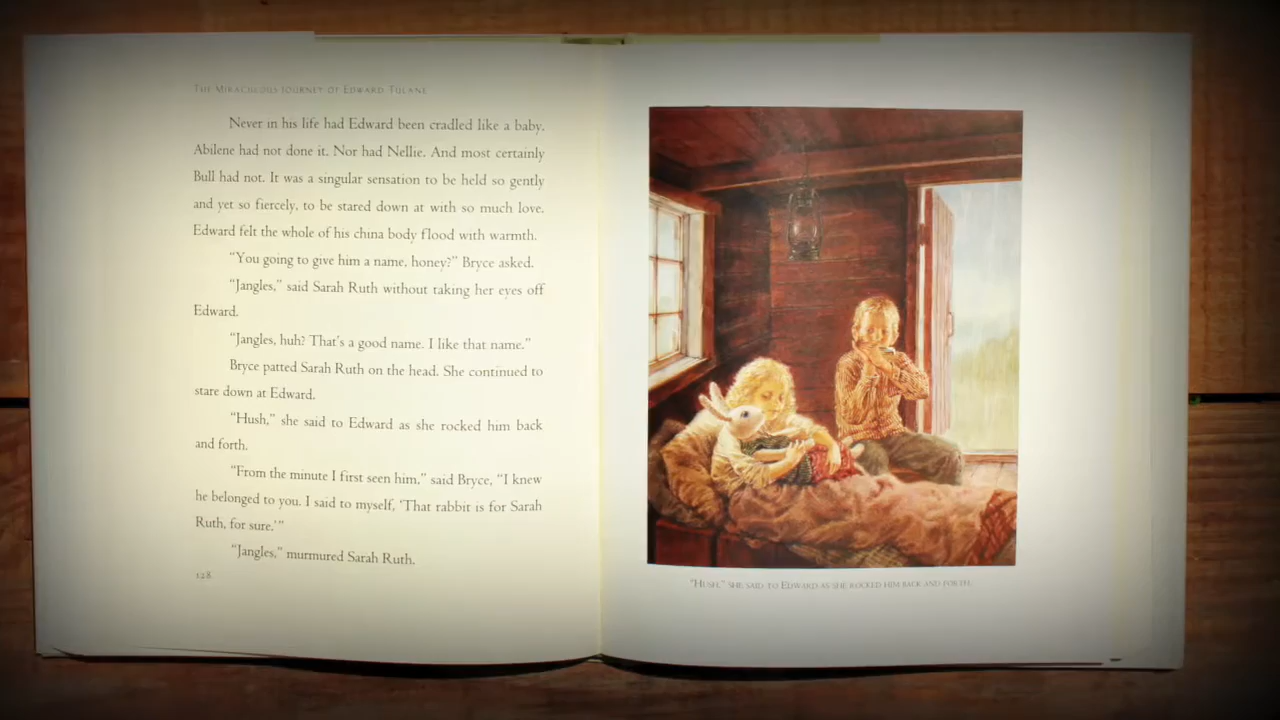 THE MIRACULOUS JOURNEY OF EDWARD TULANE
Never in his life had Edward been cradled like a baby.
Abilene had not done it. Nor had Nellie. And most certainly
Bull had not. It was a singular sensation to be held so gently
and yet so fiercely, to be stared down at with so much love.
Edward felt the whole of his china body flood with warmth.
“You going to give him a name, honey?” Bryce asked.
“Jangles,” said Sarah Ruth without taking her eyes off
Edward.
“Jangles, huh? That’s a good name. I like that name.”
Bryce patted Sarah Ruth on the head. She continued to
stare down at Edward.
“Hush,” she said to Edward as she rocked him back
and forth.
“From the minute I first seen him,” said Bryce, “I knew
he belonged to you. I said to myself, ‘That rabbit is for Sarah
Ruth, for sure.’”
“Jangles,” murmured Sarah Ruth.
128
“HUSH,” SHE SAID TO EDWARD AS SHE ROCKED HIM BACK AND FORTH.